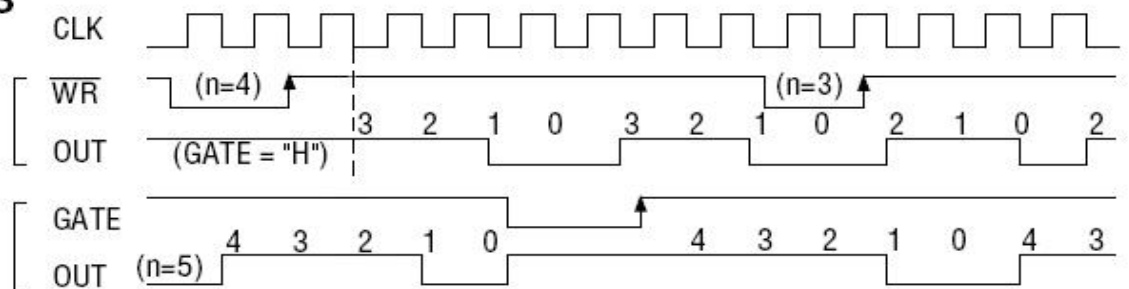 CLK
WR (n=4) (n=3)
3 2 1 0 3 2 1 0 2 1 0 2
OUT (GATE = "H")
GATE
4 3 2 1 0 4 3 2 1 0 4 3
OUT (n=5)